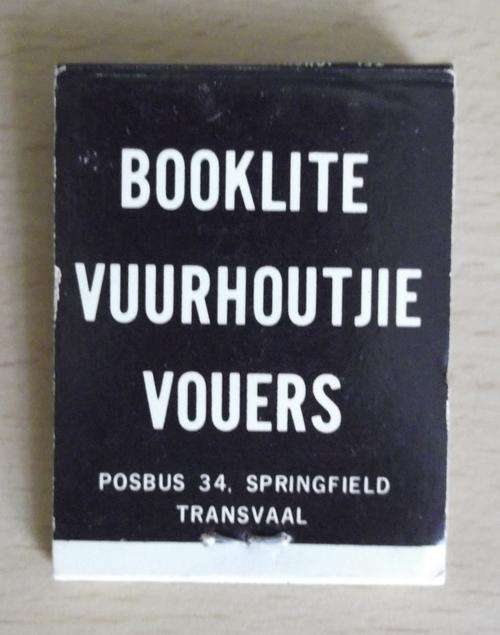 BOOKLITE
VUURHOUTJIE
VOUERS
POSBUS 34, SPRINGFIELD
TRANSVAAL